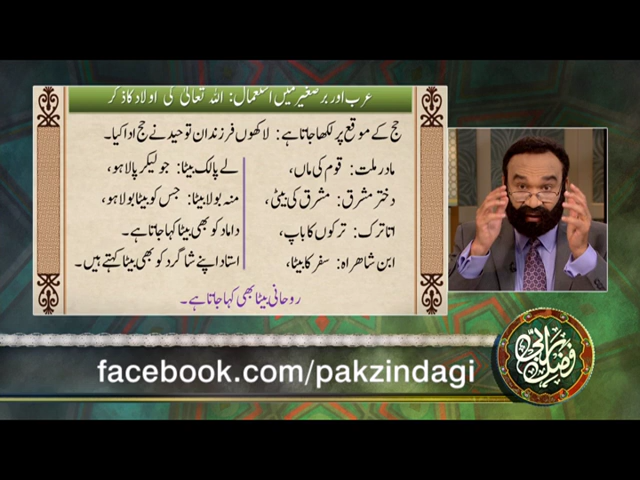 عرب اور برصغیر میں استعمال: اللہ تعالیٰ کی اولاد کا ذکر
حج کے موقع پر لکھا جاتا ہے: لاکھوں فرزندان توحید نے حج ادا کیا۔
مادر ملت: قوم کی ماں،
دختر مشرق: مشرق کی بیٹی،
اتاترک: ترکوں کا باپ،
ابن شاھراہ: سفر کا بیٹا،
لے پالک بیٹا: جو لیکر پالا ہو،
منہ بولا بیٹا: جس کو بیٹا بولا ہو،
داماد کو بھی بیٹا کہا جاتا ہے۔
استاد اپنے شاگرد کو بھی بیٹا کہتے ہیں۔
روحانی بیٹا بھی کہا جاتا ہے۔
facebook.com/pakzindagi
فصل ربی